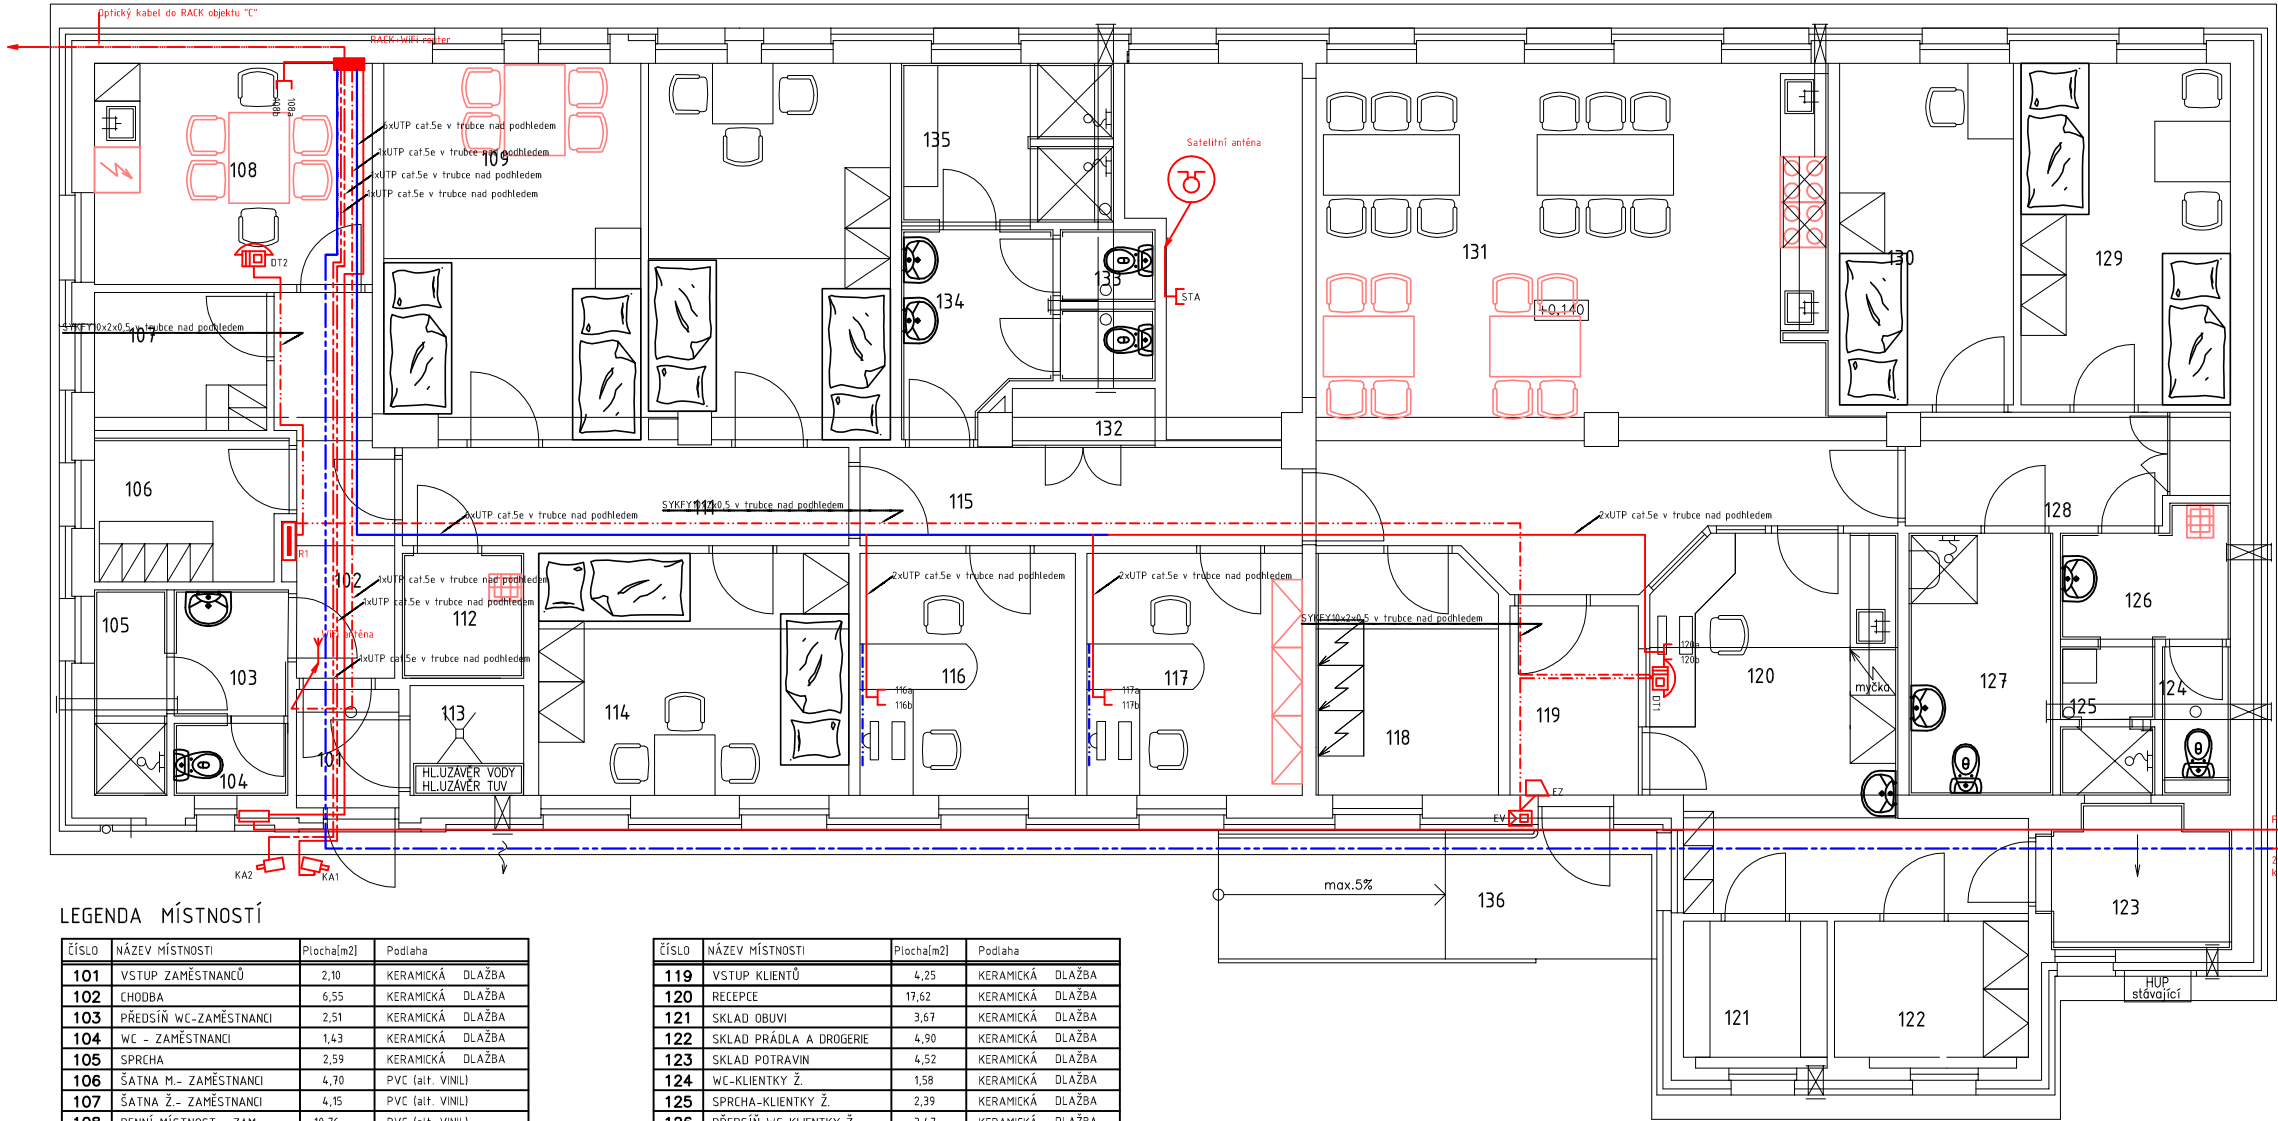 Optický kabel do RACK objektu "C"
RACK+WiFi router
108a
108b
108
6xUTP cat.5e v trubce nad podhledem
1xUTP cat.5e v trubce nad podhledem
1xUTP cat.5e v trubce nad podhledem
1xUTP cat.5e v trubce nad podhledem
109
135
Satelitní anténa
131
130
129
DT2
133
134
STA
+0,140
SYKFY10x2x0,5 v trubce nad podhledem
107
132
106
115
SYKFY10x2x0,5 v trubce nad podhledem
111
6xUTP cat.5e v trubce nad podhledem
2xUTP cat.5e v trubce nad podhledem
128
R1
102
1xUTP cat.5e v trubce nad podhledem
1xUTP cat.5e v trubce nad podhledem
2xUTP cat.5e v trubce nad podhledem
2xUTP cat.5e v trubce nad podhledem
126
105
112
SYKFY10x2x0,5 v trubce nad podhledem
WiFi anténa
1xUTP cat.5e v trubce nad podhledem
103
116
117
120a
120b
120
127
124
myčka
116a
116b
117a
117b
DT1
125
113
114
119
118
101
104
HL.UZÁVĚR VODY
HL.UZÁVĚR TUV
EZ
EV
KA2
KA1
max.5%
136
123
HUP
stávající
121
122
LEGENDA MÍSTNOSTÍ
ČÍSLO NÁZEV MÍSTNOSTI Plocha[m2] Podlaha
101 VSTUP ZAMĚSTNANCŮ 2,10 KERAMICKÁ DLAŽBA
102 CHODBA 6,55 KERAMICKÁ DLAŽBA
103 PŘEDSÍŇ WC-ZAMĚSTNANCI 2,51 KERAMICKÁ DLAŽBA
104 WC - ZAMĚSTNANCI 1,43 KERAMICKÁ DLAŽBA
105 SPRCHA 2,59 KERAMICKÁ DLAŽBA
106 ŠATNA M.- ZAMĚSTNANCI 4,70 PVC (alt. VINIL)
107 ŠATNA Ž.- ZAMĚSTNANCI 4,15 PVC (alt. VINIL)
ČÍSLO NÁZEV MÍSTNOSTI Plocha[m2] Podlaha
119 VSTUP KLIENTŮ 4,25 KERAMICKÁ DLAŽBA
120 RECEPCE 17,62 KERAMICKÁ DLAŽBA
121 SKLAD OBUVI 3,67 KERAMICKÁ DLAŽBA
122 SKLAD PRÁDLA A DROGERIE 4,90 KERAMICKÁ DLAŽBA
123 SKLAD POTRAVIN 4,52 KERAMICKÁ DLAŽBA
124 WC-KLIENTKY Ž. 1,58 KERAMICKÁ DLAŽBA
125 SPRCHA-KLIENTKY Ž. 2,39 KERAMICKÁ DLAŽBA